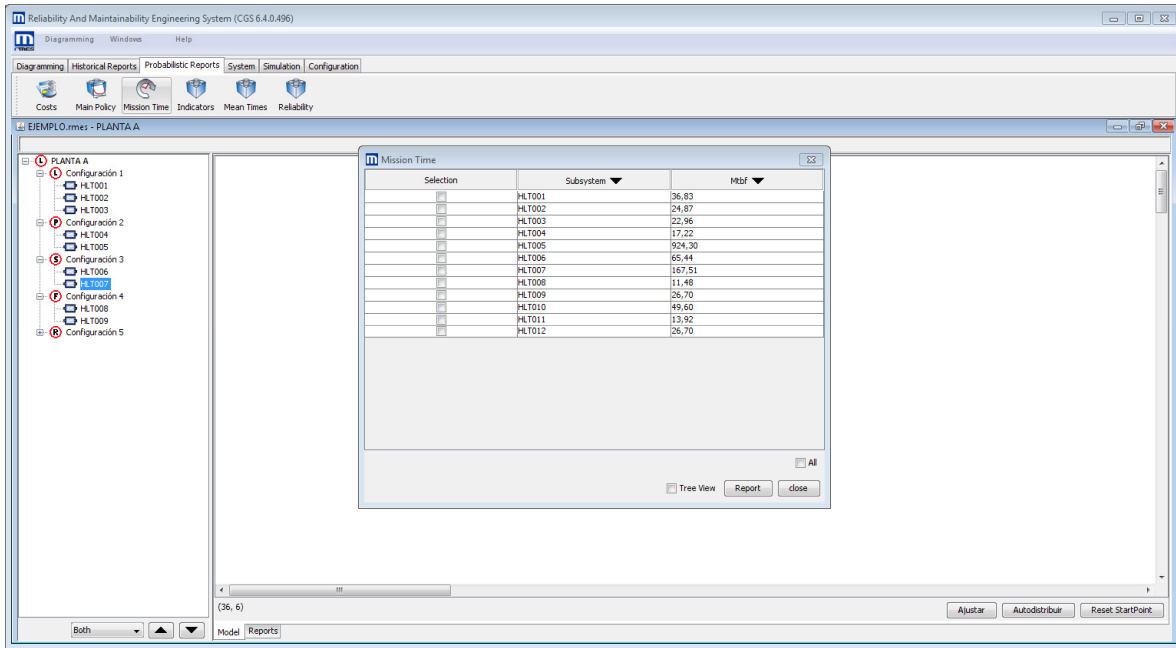 Reliability And Maintainability Engineering System (CGS 6.4.0.496)
Diagramming Windows Help
Diagramming Historical Reports Probabilistic Reports System Simulation Configuration
Costs Main Policy Mission Time Indicators Mean Times Reliability
EJEMPLO.rmes - PLANTA A
PLANTA A
Configuración 1
HLT001
HLT002
HLT003
Configuración 2
HLT004
HLT005
Configuración 3
HLT006
HLT007
Configuración 4
HLT008
HLT009
Configuración 5
Both
Mission Time
Selection Subsystem Mtbf
HLT001 36,83
HLT002 24,87
HLT003 22,96
HLT004 17,22
HLT005 924,30
HLT006 65,44
HLT007 167,51
HLT008 11,48
HLT009 26,70
HLT010 49,60
HLT011 13,92
HLT012 26,70
All
Tree View Report close
(36, 6)
Ajustar Autodistribuir Reset StartPoint
Model Reports